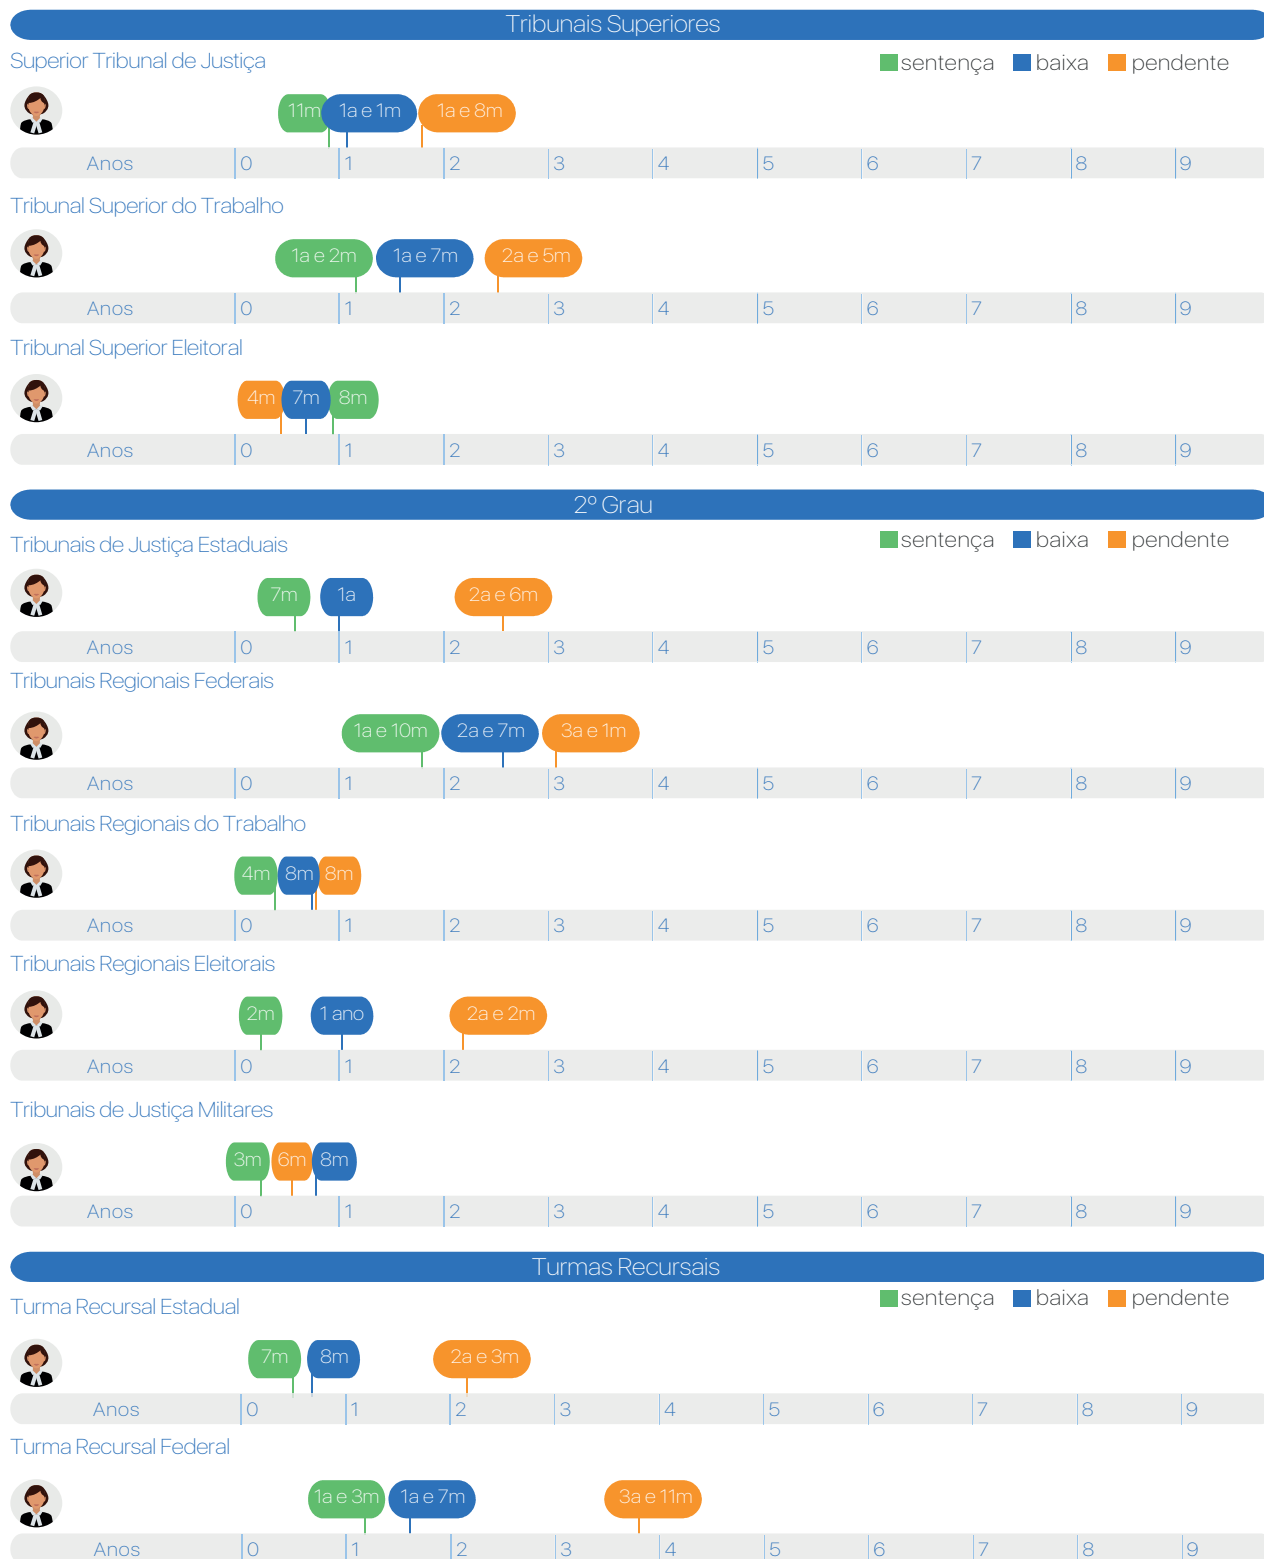 Tribunais Superiores
Superior Tribunal de Justiça
sentença baixa pendente
11m 1a e 1m 1a e 8m
Anos 0 1 2 3 4 5 6 7 8 9
Tribunal Superior do Trabalho
1a e 2m 1a e 7m 2a e 5m
Anos 0 1 2 3 4 5 6 7 8 9
Tribunal Superior Eleitoral
4m 7m 8m
Anos 0 1 2 3 4 5 6 7 8 9
2º Grau
Tribunais de Justiça Estaduais
sentença baixa pendente
7m 1a 2a e 6m
Anos 0 1 2 3 4 5 6 7 8 9
Tribunais Regionais Federais
1a e 10m 2a e 7m 3a e 1m
Anos 0 1 2 3 4 5 6 7 8 9
Tribunais Regionais do Trabalho
4m 8m 8m
Anos 0 1 2 3 4 5 6 7 8 9
Tribunais Regionais Eleitorais
2m 1 ano 2a e 2m
Anos 0 1 2 3 4 5 6 7 8 9
Tribunais de Justiça Militares
3m 6m 8m
Anos 0 1 2 3 4 5 6 7 8 9
Turmas Recursais
Turma Recursal Estadual
sentença baixa pendente
7m 8m 2a e 3m
Anos 0 1 2 3 4 5 6 7 8 9
Turma Recursal Federal
1a e 3m 1a e 7m 3a e 11m
Anos 0 1 2 3 4 5 6 7 8 9